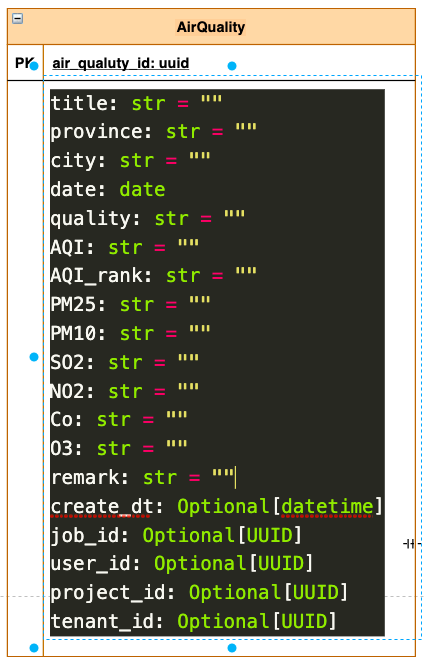 AirQuality
PK air_qualuty_id: uuid
title: str = ""
province: str = ""
city: str = ""
date: date
quality: str = ""
AQI: str = ""
AQI_rank: str = ""
PM25: str = ""
PM10: str = ""
SO2: str = ""
NO2: str = ""
Co: str = ""
O3: str = ""
remark: str = ""
create_dt: Optional[datetime]
job_id: Optional[UUID]
user_id: Optional[UUID]
project_id: Optional[UUID]
tenant_id: Optional[UUID]